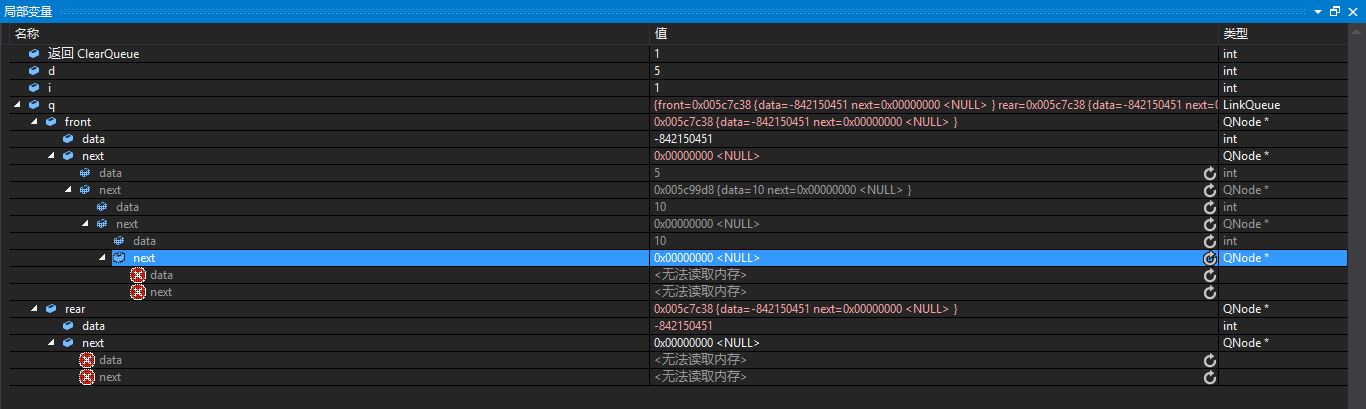 局部变量
名称 值 类型
返回 ClearQueue 1 int
d 5 int
i 1 int
q {front=0x005c7c38 {data=-842150451 next=0x00000000 <NULL> } rear=0x005c7c38 {data=-842150451 next=0 LinkQueue
front 0x005c7c38 {data=-842150451 next=0x00000000 <NULL> } QNode *
data -842150451 int
next 0x00000000 <NULL> QNode *
data 5 int
next 0x005c99d8 {data=10 next=0x00000000 <NULL> } QNode *
data 10 int
next 0x00000000 <NULL> QNode *
data 10 int
next 0x00000000 <NULL> QNode *
data <无法读取内存>
next <无法读取内存>
rear 0x005c7c38 {data=-842150451 next=0x00000000 <NULL> } QNode *
data -842150451 int
next 0x00000000 <NULL> QNode *
data <无法读取内存>
next <无法读取内存>